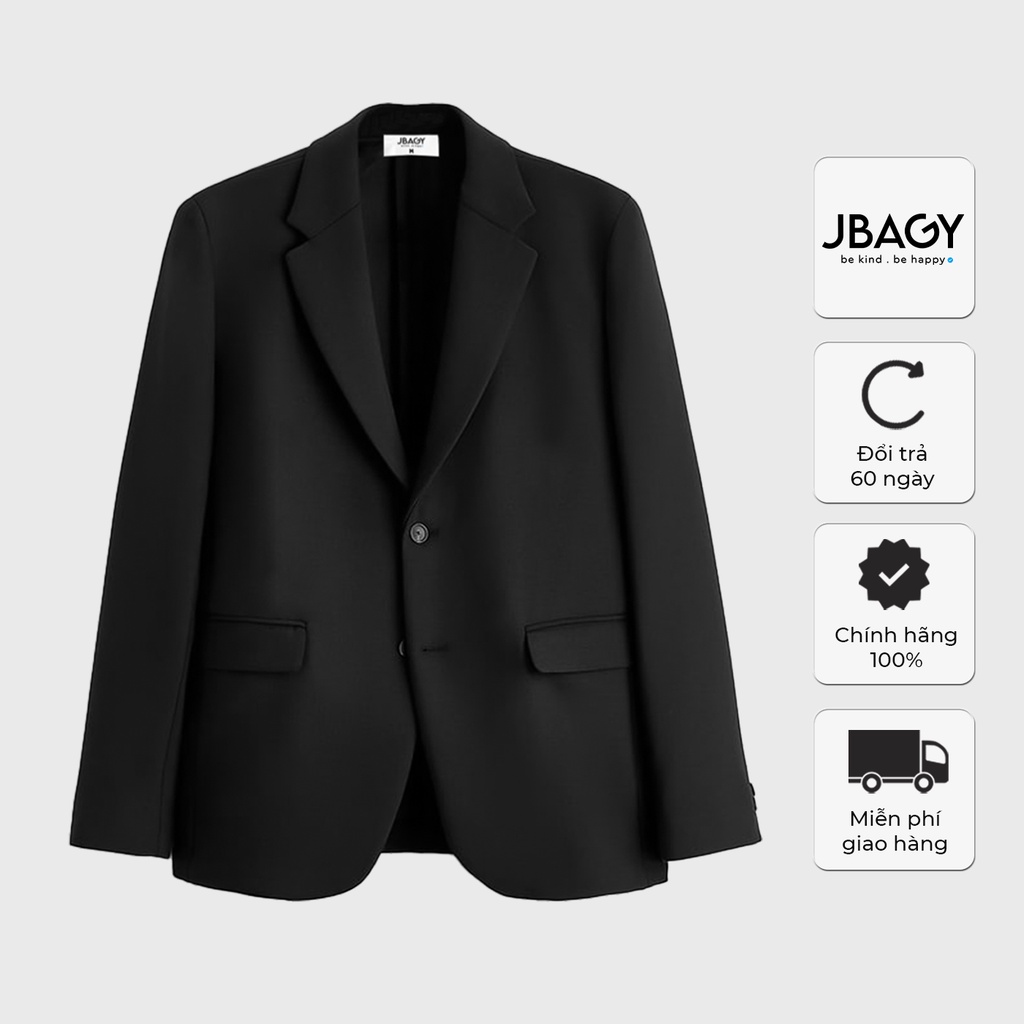 JBAGY
M
JBAGY
be kind . be happy
Đổi trả
60 ngày
Chính hãng
100%
Miễn phí
giao hàng